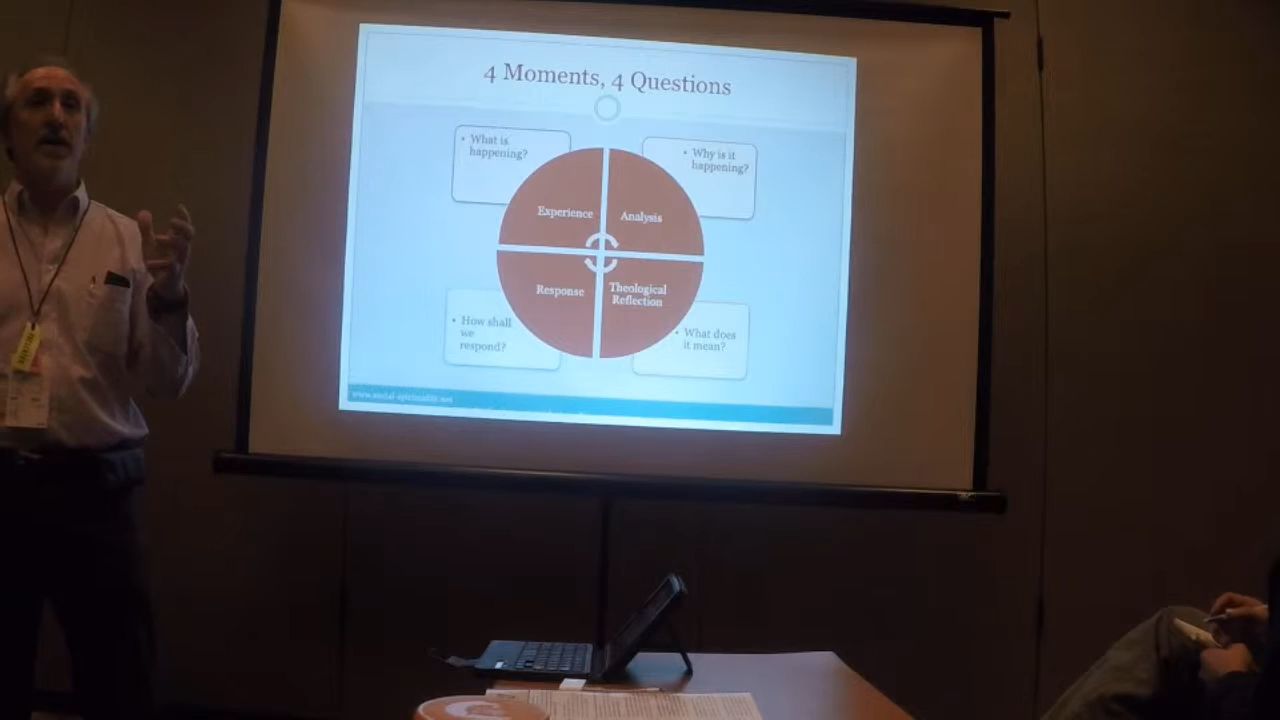 4 Moments, 4 Questions
• What is
happening?
• Why is it
happening?
Experience
Analysis
Response
Theological
Reflection
• How shall
we
respond?
• What does
it mean?
www.social-spirituality.net